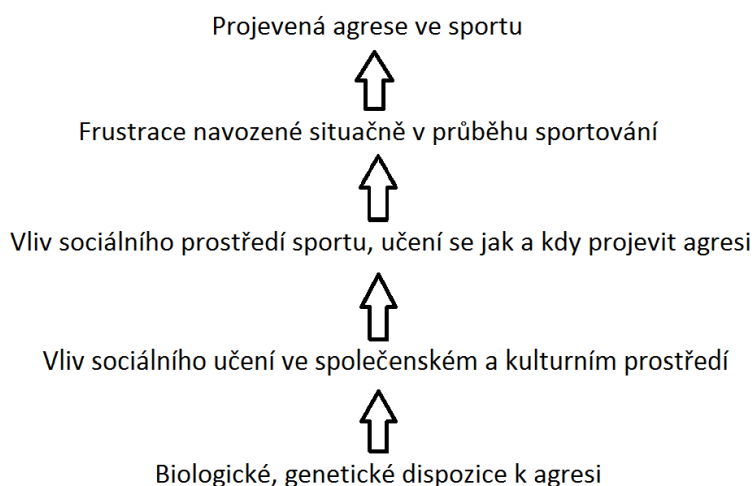 Projevená agrese ve sportu
Frustrace navozené situačně v průběhu sportování
Vliv sociálního prostředí sportu, učení se jak a kdy projevit agresi
Vliv sociálního učení ve společenském a kulturním prostředí
Biologické, genetické dispozice k agresi